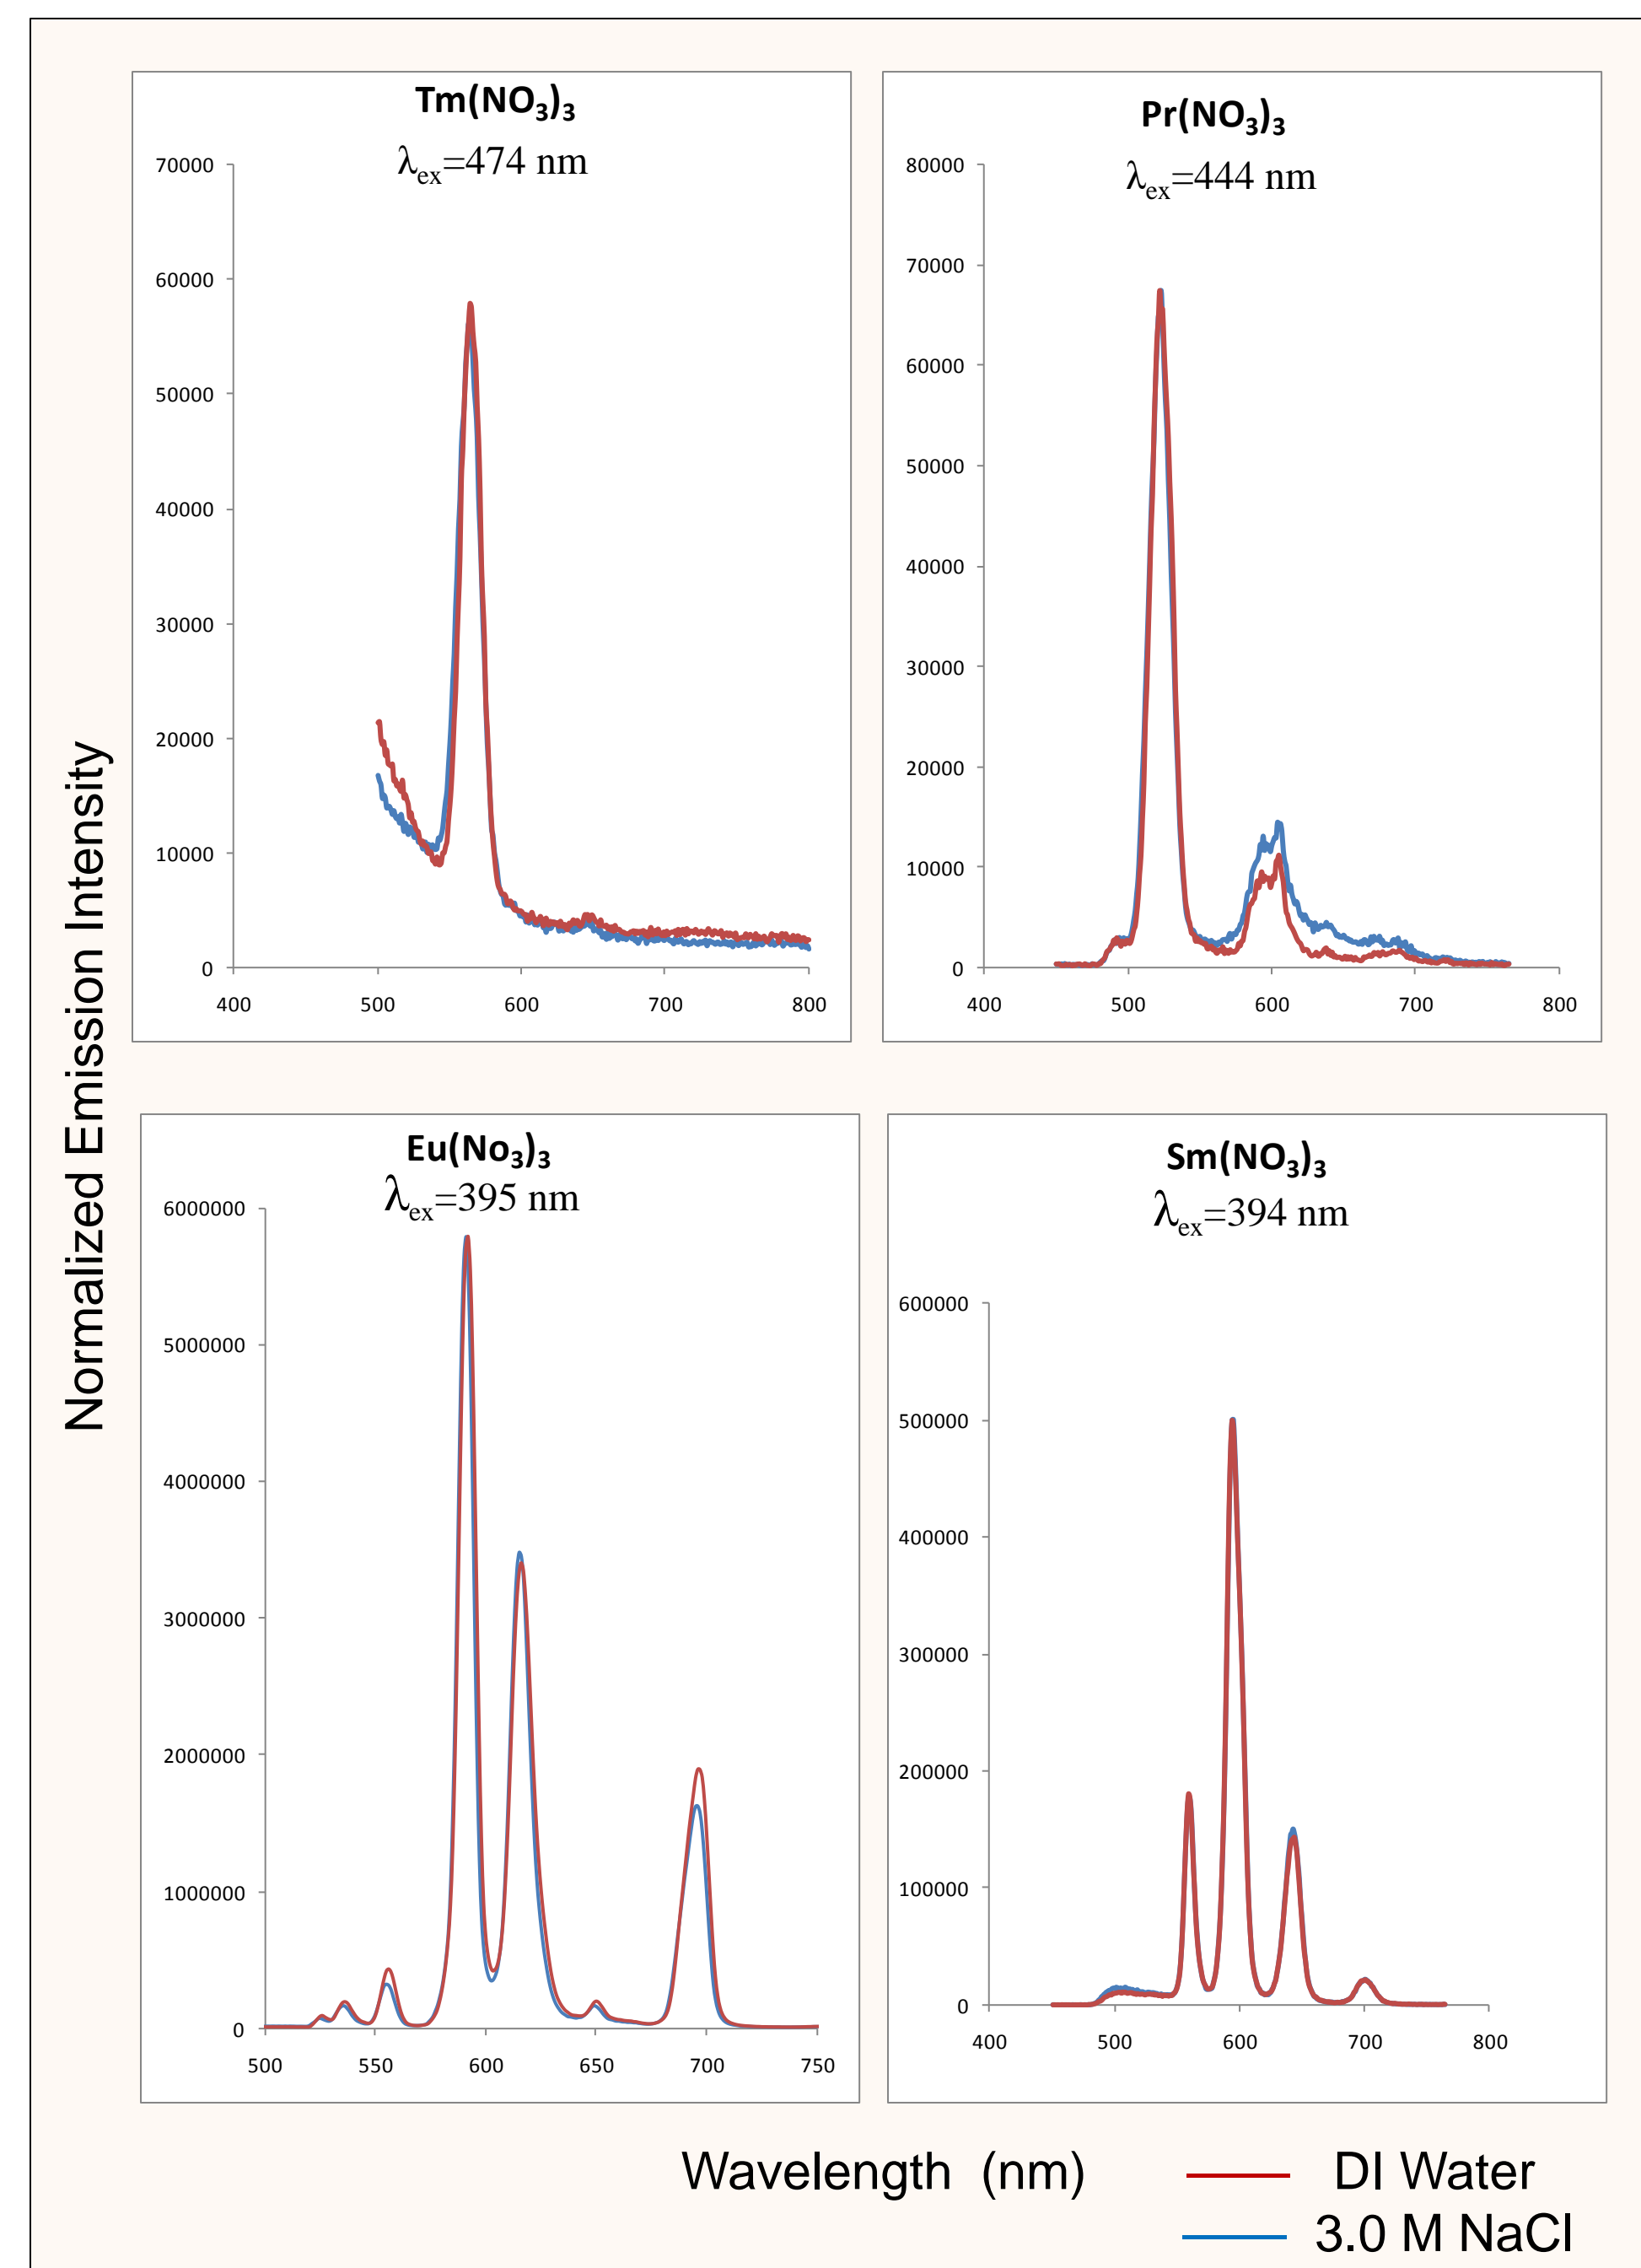 Normalized Emission Intensity
Tm(NO₃)₃
λₑₓ=474 nm
70000
60000
50000
40000
30000
20000
10000
0
400 500 600 700 800
Pr(NO₃)₃
λₑₓ=444 nm
80000
70000
60000
50000
40000
30000
20000
10000
0
400 500 600 700 800
Eu(No₃)₃
λₑₓ=395 nm
6000000
5000000
4000000
3000000
2000000
1000000
0
500 550 600 650 700 750
Sm(NO₃)₃
λₑₓ=394 nm
600000
500000
400000
300000
200000
100000
0
400 500 600 700 800
Wavelength (nm)
DI Water
3.0 M NaCl